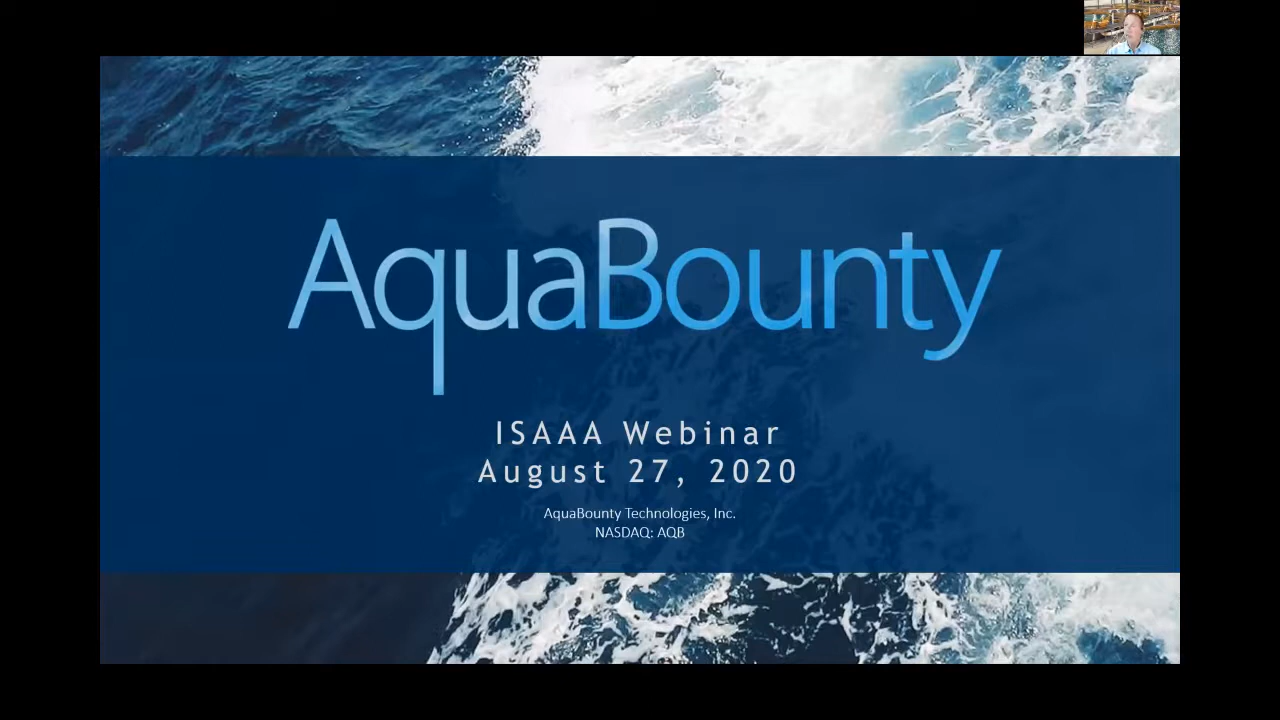 AquaBounty
ISAAA Webinar
August 27, 2020
AquaBounty Technologies, Inc.
NASDAQ: AQB